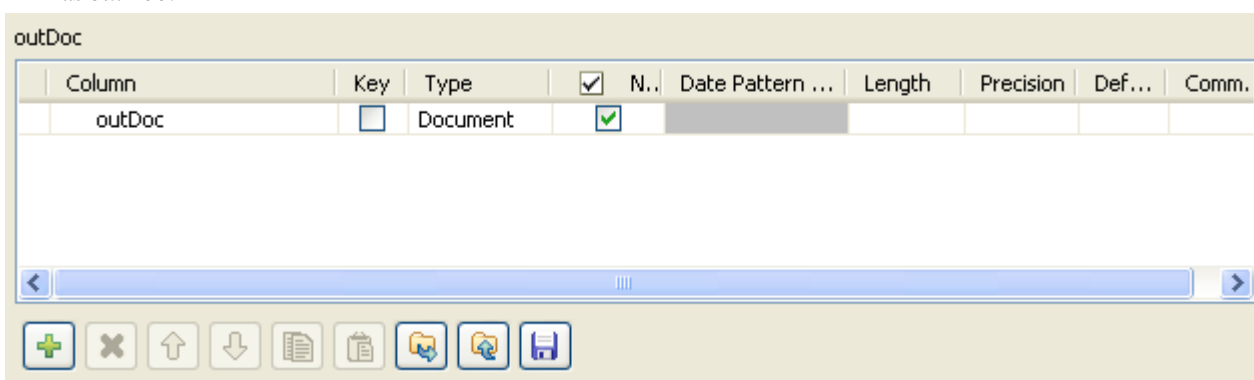 outDoc
Column Key Type N.. Date Pattern ... Length Precision Def... Comm.
outDoc Document